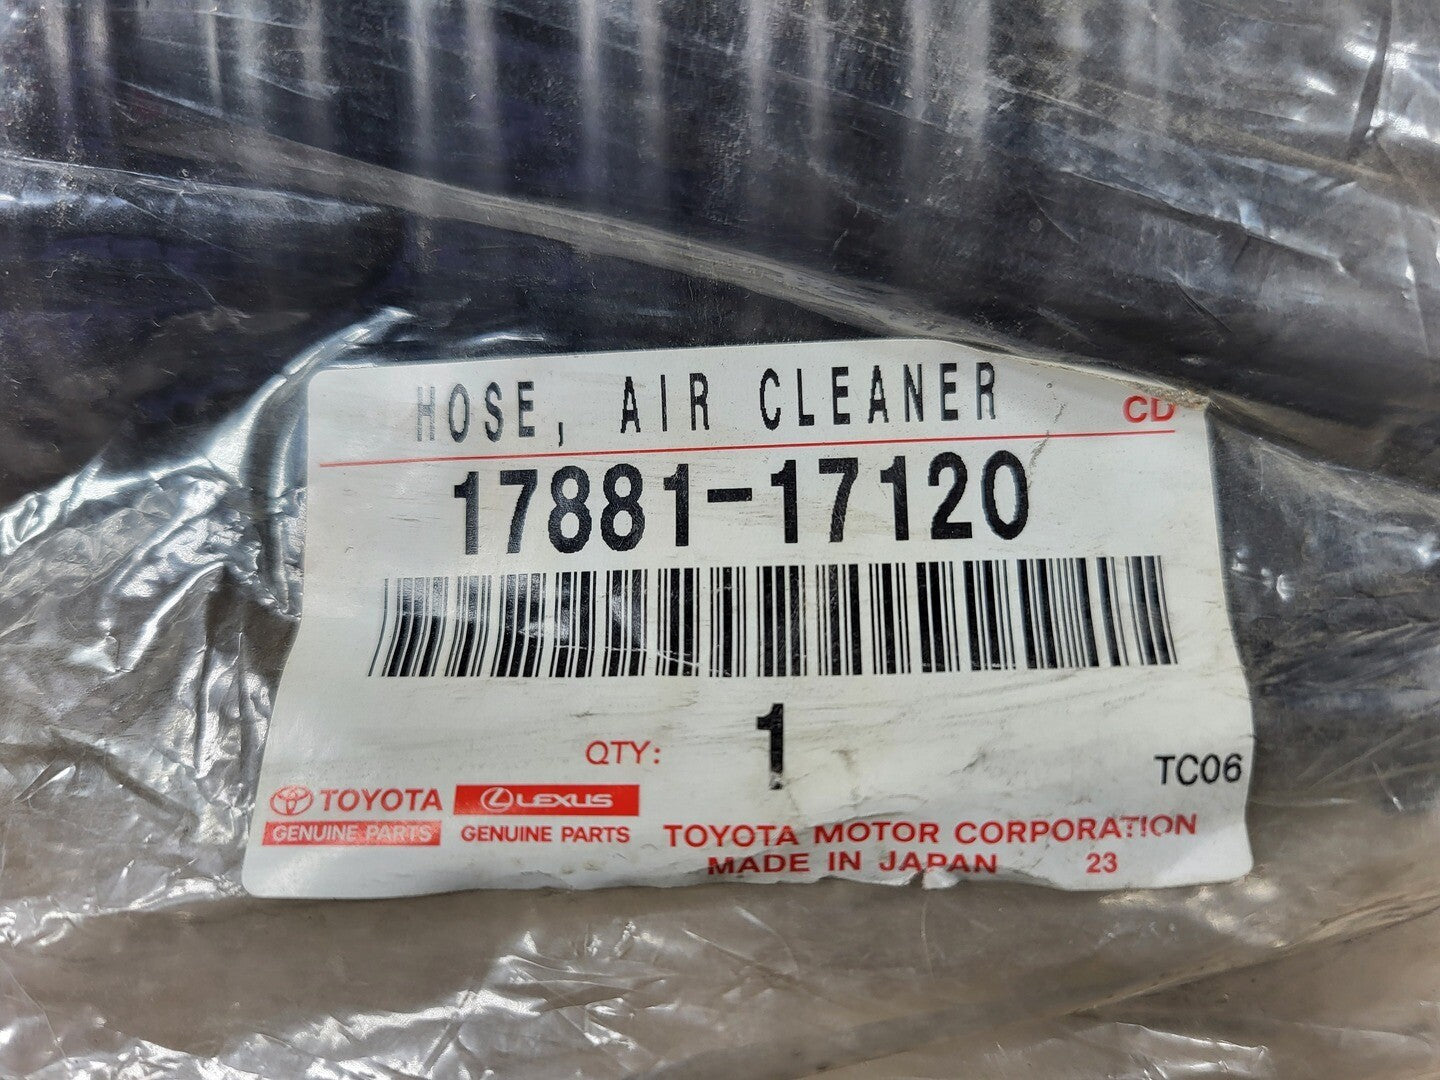 HOSE, AIR CLEANER CD
17881-17120
QTY: 1
TC06
TOYOTA LEXUS
GENUINE PARTS GENUINE PARTS
TOYOTA MOTOR CORPORATION
MADE IN JAPAN 23